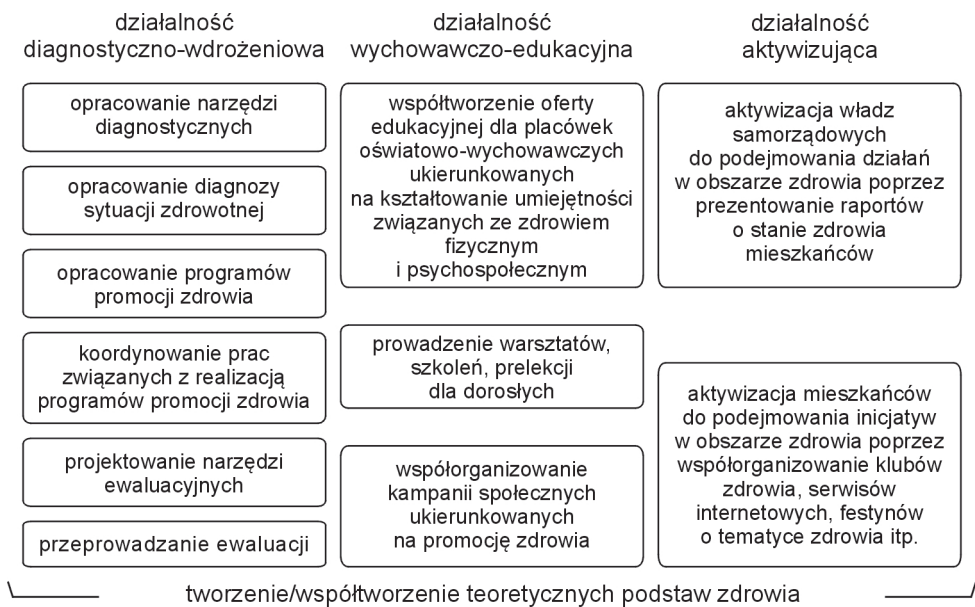 działalność
diagnostyczno-wdrożeniowa
opracowanie narzędzi
diagnostycznych
opracowanie diagnozy
sytuacji zdrowotnej
opracowanie programów
promocji zdrowia
koordynowanie prac
związanych z realizacją
programów promocji zdrowia
projektowanie narzędzi
ewaluacyjnych
przeprowadzanie ewaluacji
działalność
wychowawczo-edukacyjna
współtworzenie oferty
edukacyjnej dla placówek
oświatowo-wychowawczych
ukierunkowanych
na kształtowanie umiejętności
związanych ze zdrowiem
fizycznym
i psychospołecznym
prowadzenie warsztatów,
szkoleń, prelekcji
dla dorosłych
współorganizowanie
kampanii społecznych
ukierunkowanych
na promocję zdrowia
działalność
aktywizująca
aktywizacja władz
samorządowych
do podejmowania działań
w obszarze zdrowia poprzez
prezentowanie raportów
o stanie zdrowia
mieszkańców
aktywizacja mieszkańców
do podejmowania inicjatyw
w obszarze zdrowia poprzez
współorganizowanie klubów
zdrowia, serwisów
internetowych, festynów
o tematyce zdrowia itp.
tworzenie/współtworzenie teoretycznych podstaw zdrowia